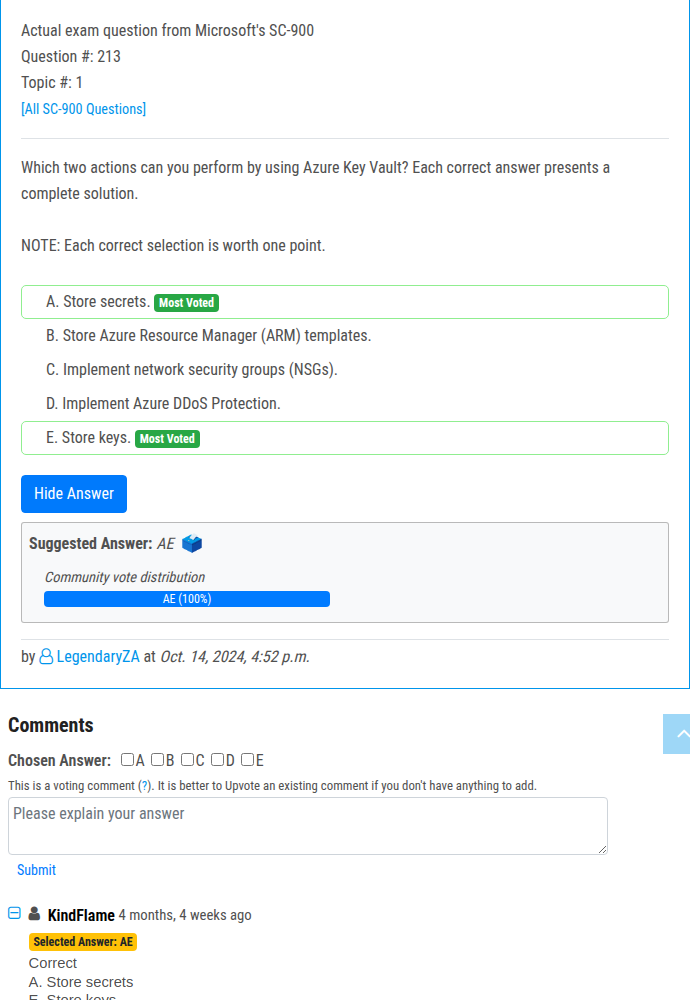 Actual exam question from Microsoft's SC-900
Question #: 213
Topic #: 1
[All SC-900 Questions]
Which two actions can you perform by using Azure Key Vault? Each correct answer presents a
complete solution.
NOTE: Each correct selection is worth one point.
A. Store secrets. Most Voted
B. Store Azure Resource Manager (ARM) templates.
C. Implement network security groups (NSGs).
D. Implement Azure DDoS Protection.
E. Store keys. Most Voted
Hide Answer
Suggested Answer: AE
Community vote distribution
AE (100%)
by LegendaryZA at Oct. 14, 2024, 4:52 p.m.
Comments
Chosen Answer: A B C D E
This is a voting comment (?). It is better to Upvote an existing comment if you don't have anything to add.
Please explain your answer
Submit
KindFlame 4 months, 4 weeks ago
Selected Answer: AE
Correct
A. Store secrets
E. Store keys